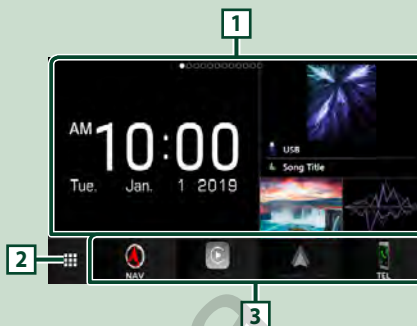 1
AM 10:00
Tue. Jan. 1 2019
USB
Song Title
2
NAV
TEL
3